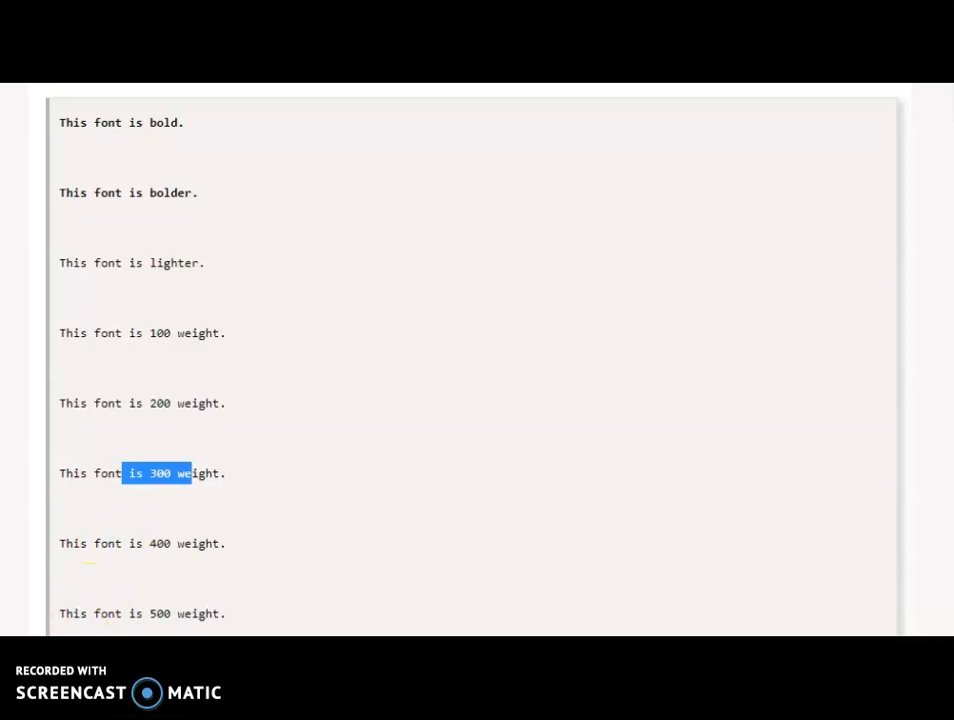 This font is bold.
This font is bolder.
This font is lighter.
This font is 100 weight.
This font is 200 weight.
This font is 300 weight.
This font is 400 weight.
This font is 500 weight.
RECORDED WITH
SCREENCAST MATIC